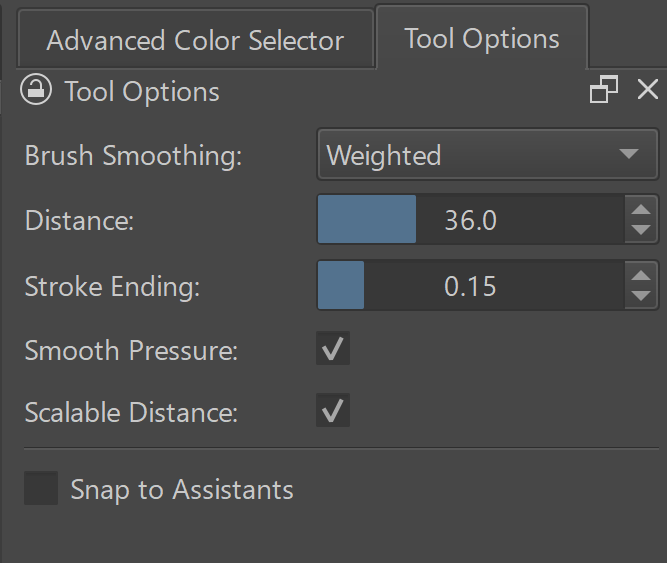 Advanced Color Selector
Tool Options
Tool Options
Brush Smoothing: Weighted
Distance: 36.0
Stroke Ending: 0.15
Smooth Pressure:
Scalable Distance:
Snap to Assistants